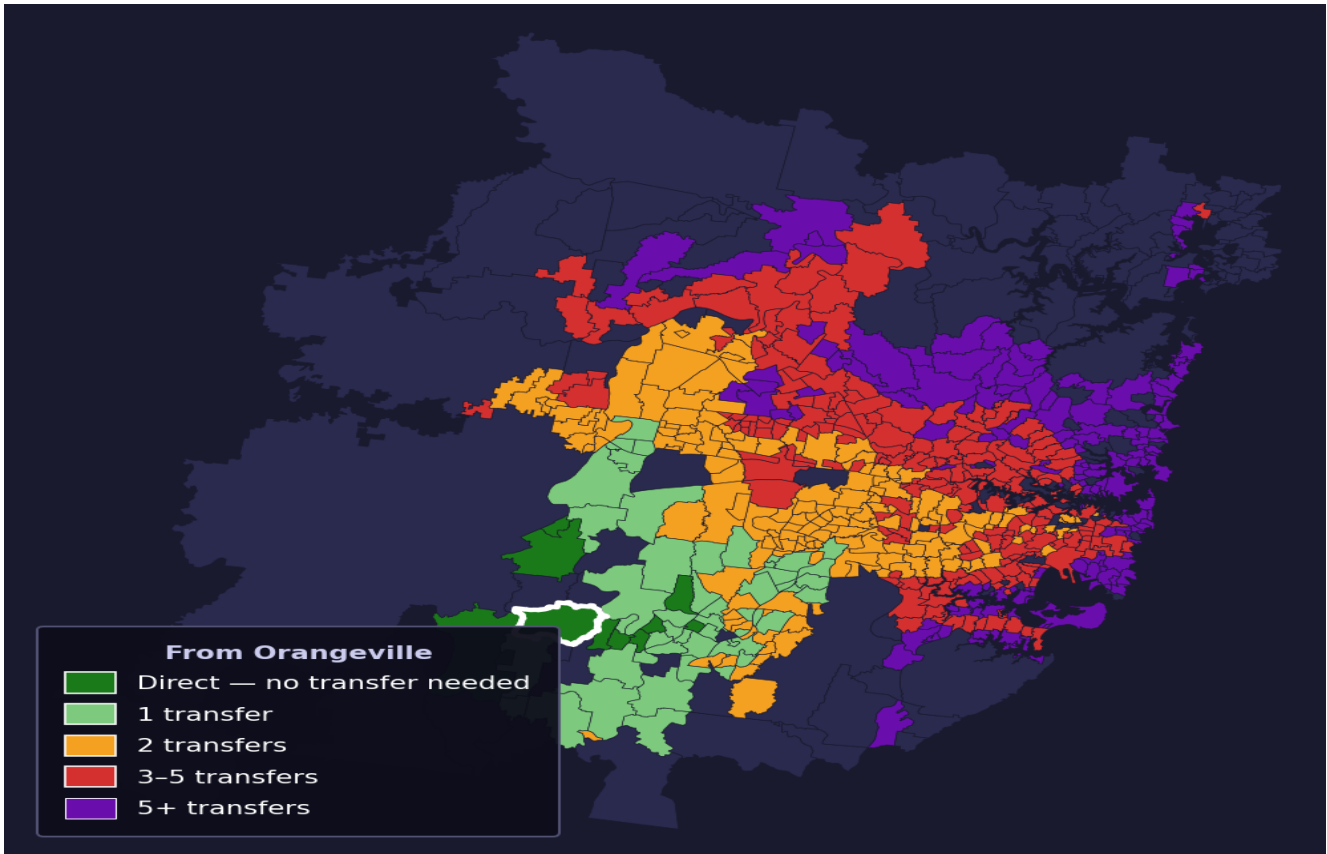 From Orangeville
Direct — no transfer needed
1 transfer
2 transfers
3–5 transfers
5+ transfers